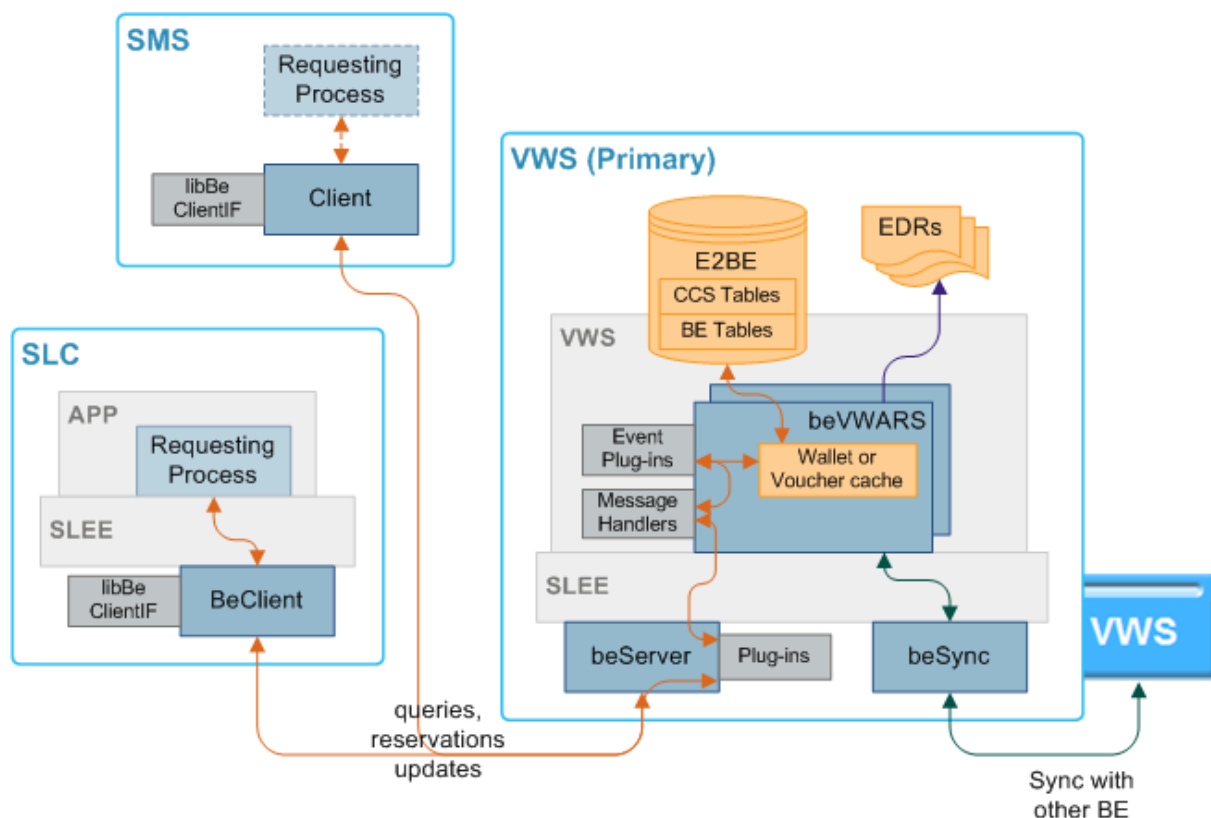 SMS
Requesting
Process
libBe
ClientIF
Client
SLC
APP
Requesting
Process
SLEE
libBe
ClientIF
BeClient
queries,
reservations
updates
VWS (Primary)
E2BE
CCS Tables
BE Tables
EDRs
VWS
beVWARS
Event
Plug-ins
Wallet or
Voucher cache
Message
Handlers
SLEE
beServer
Plug-ins
beSync
VWS
Sync with
other BE